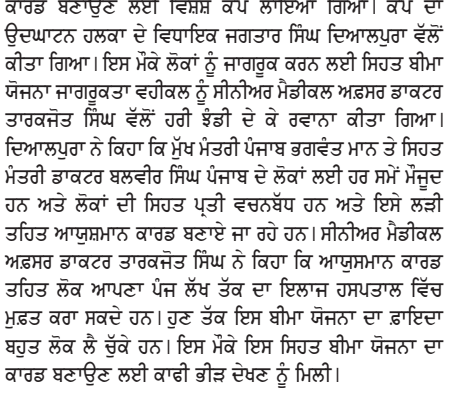 ਕਾਰਡ ਬਣਾਉਣ ਲਈ ਵਿਸ਼ੇਸ਼ ਕੈਂਪ ਲਾਇਆ ਗਿਆ। ਕੈਂਪ ਦਾ
ਉਦਘਾਟਨ ਹਲਕਾ ਦੇ ਵਿਧਾਇਕ ਜਗਤਾਰ ਸਿੰਘ ਦਿਆਲਪੁਰਾ ਵੱਲੋਂ
ਕੀਤਾ ਗਿਆ।ਇਸ ਮੌਕੇ ਲੋਕਾਂ ਨੂੰ ਜਾਗਰੂਕ ਕਰਨ ਲਈ ਸਿਹਤ ਬੀਮਾ
ਯੋਜਨਾ ਜਾਗਰੂਕਤਾ ਵਹੀਕਲ ਨੂੰ ਸੀਨੀਅਰ ਮੈਡੀਕਲ ਅਫ਼ਸਰ ਡਾਕਟਰ
ਤਾਰਕਜੋਤ ਸਿੰਘ ਵੱਲੋਂ ਹਰੀ ਝੰਡੀ ਦੇ ਕੇ ਰਵਾਨਾ ਕੀਤਾ ਗਿਆ।
ਦਿਆਲਪੁਰਾ ਨੇ ਕਿਹਾ ਕਿ ਮੁੱਖ ਮੰਤਰੀ ਪੰਜਾਬ ਭਗਵੰਤ ਮਾਨ ਤੇ ਸਿਹਤ
ਮੰਤਰੀ ਡਾਕਟਰ ਬਲਵੀਰ ਸਿੰਘ ਪੰਜਾਬ ਦੇ ਲੋਕਾਂ ਲਈ ਹਰ ਸਮੇਂ ਮੌਜੂਦ
ਹਨ ਅਤੇ ਲੋਕਾਂ ਦੀ ਸਿਹਤ ਪ੍ਰਤੀ ਵਚਨਬੱਧ ਹਨ ਅਤੇ ਇਸੇ ਲੜੀ
ਤਹਿਤ ਆਯੁਸ਼ਮਾਨ ਕਾਰਡ ਬਣਾਏ ਜਾ ਰਹੇ ਹਨ।ਸੀਨੀਅਰ ਮੈਡੀਕਲ
ਅਫ਼ਸਰ ਡਾਕਟਰ ਤਾਰਕਜੋਤ ਸਿੰਘ ਨੇ ਕਿਹਾ ਕਿ ਆਯੁਸਮਾਨ ਕਾਰਡ
ਤਹਿਤ ਲੋਕ ਆਪਣਾ ਪੰਜ ਲੱਖ ਤੱਕ ਦਾ ਇਲਾਜ ਹਸਪਤਾਲ ਵਿੱਚ
ਮੁਫ਼ਤ ਕਰਾ ਸਕਦੇ ਹਨ।ਹੁਣ ਤੱਕ ਇਸ ਬੀਮਾ ਯੋਜਨਾ ਦਾ ਫ਼ਾਇਦਾ
ਬਹੁਤ ਲੋਕ ਲੈ ਚੁੱਕੇ ਹਨ। ਇਸ ਮੌਕੇ ਇਸ ਸਿਹਤ ਬੀਮਾ ਯੋਜਨਾ ਦਾ
ਕਾਰਡ ਬਣਾਉਣ ਲਈ ਕਾਫੀ ਭੀੜ ਦੇਖਣ ਨੂੰ ਮਿਲੀ।